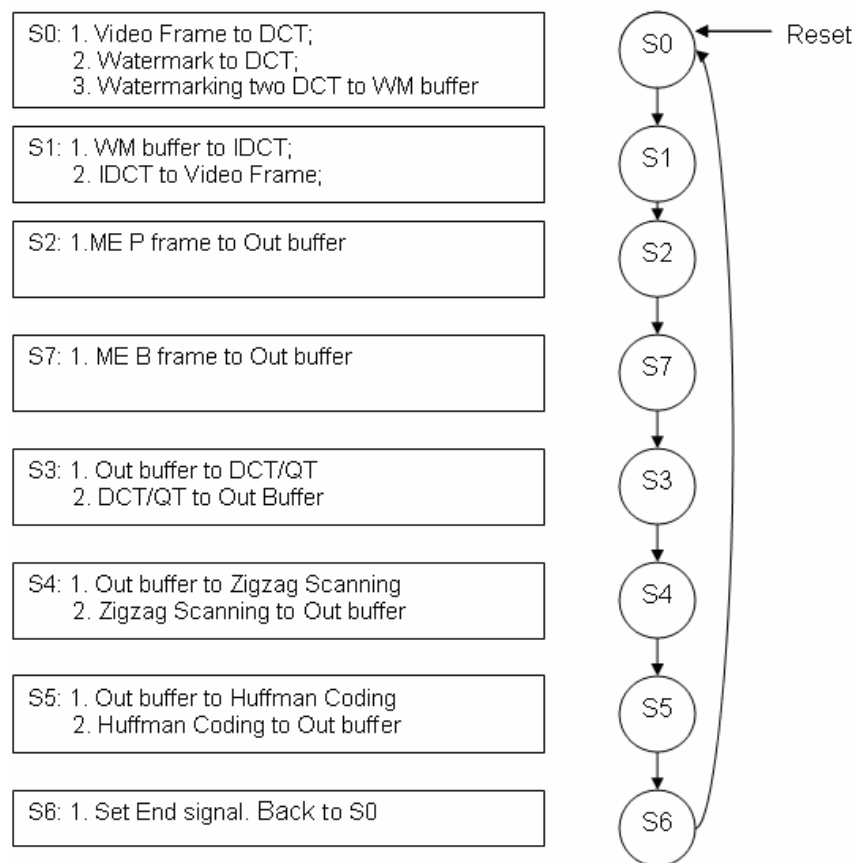 S0: 1. Video Frame to DCT;
2. Watermark to DCT;
3. Watermarking two DCT to WM buffer
S0
Reset
S1: 1. WM buffer to IDCT;
2. IDCT to Video Frame;
S1
S2: 1.ME P frame to Out buffer
S2
S7: 1. ME B frame to Out buffer
S7
S3: 1. Out buffer to DCT/QT
2. DCT/QT to Out Buffer
S3
S4: 1. Out buffer to Zigzag Scanning
2. Zigzag Scanning to Out buffer
S4
S5: 1. Out buffer to Huffman Coding
2. Huffman Coding to Out buffer
S5
S6: 1. Set End signal. Back to S0
S6